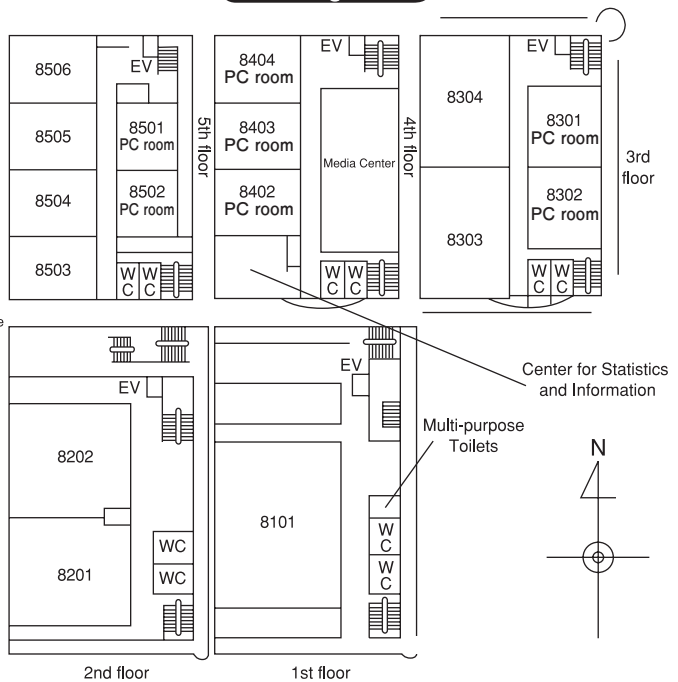 EV
8506
8501
PC room
8505
8502
PC room
8504
8503
W
C
W
C
5th floor
EV
8404
PC room
8403
PC room
Media Center
8402
PC room
W
C
W
C
4th floor
EV
8304
8301
PC room
8302
PC room
8303
W
C
W
C
3rd
floor
Center for Statistics
and Information
EV
8202
8201
WC
WC
2nd floor
EV
8101
Multi-purpose
Toilets
W
C
W
C
1st floor
N